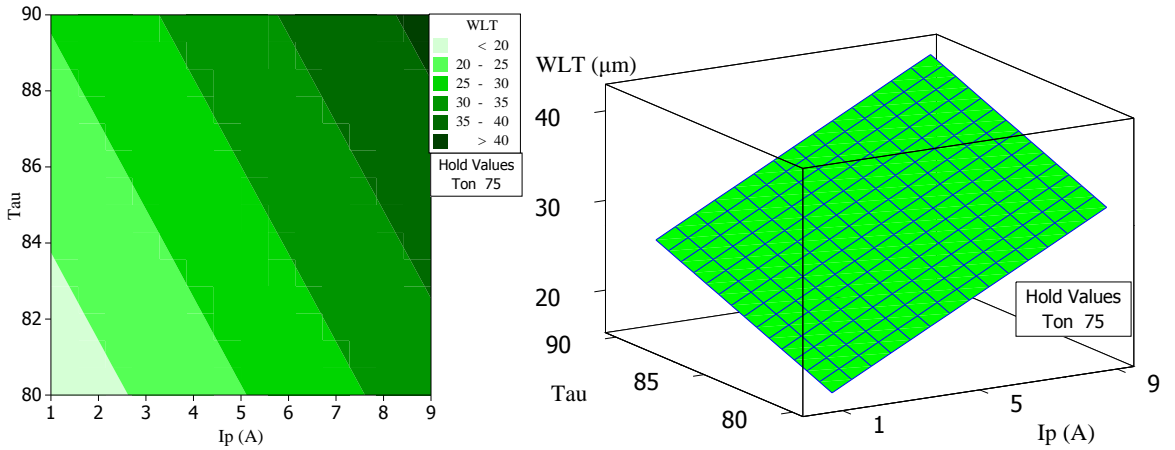 90
88
86
84
82
80
Tau
1 2 3 4 5 6 7 8 9
Ip (A)
WLT
< 20
20 - 25
25 - 30
30 - 35
35 - 40
> 40
Hold Values
Ton 75
WLT (μm)
40
30
20
90
85
80
Tau
1
5
9
Ip (A)
Hold Values
Ton 75